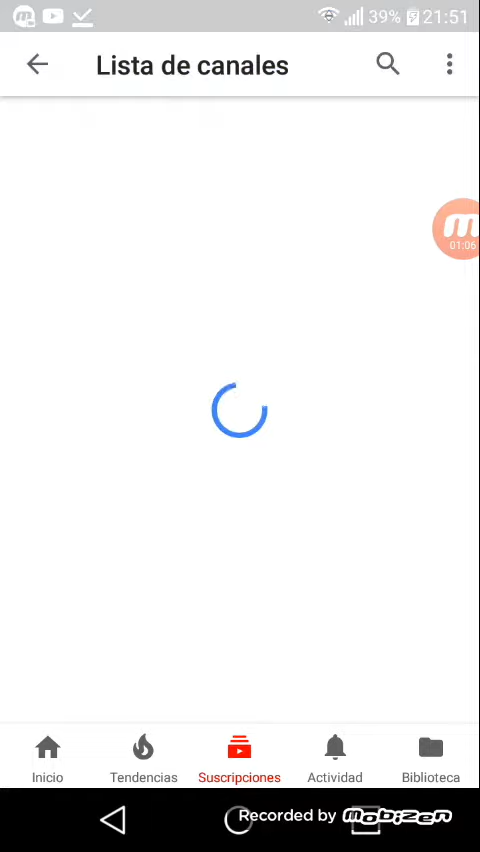 39% 21:51
Lista de canales
01:06
Inicio Tendencias Suscripciones Actividad Biblioteca
Recorded by Mobizen